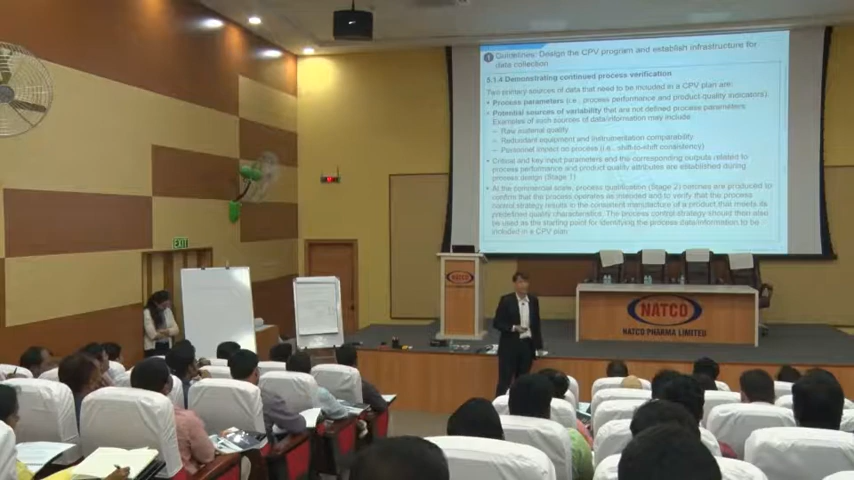 1 Guidelines: Design the CPV program and establish infrastructure for
data collection
5.1.4 Demonstrating continued process verification
Two primary sources of data that need to be included in a CPV plan are:
• Process parameters (i.e., process performance and product quality indicators)
• Potential sources of variability that are not defined process parameters
Examples of such sources of data/information may include
– Raw material quality
– Redundant equipment and instrumentation comparability
– Personnel impact on process (i.e., shift-to-shift consistency)
• Critical and key input parameters and the corresponding outputs related to
process performance and product quality attributes are established during
process design (Stage 1)
• At the commercial scale, process qualification (Stage 2) batches are produced to
confirm that the process operates as intended and to verify that the process
control strategy results in the consistent manufacture of a product that meets its
predefined quality characteristics. The process control strategy should then also
be used as the starting point for identifying the process data/information to be
included in a CPV plan
EXIT
NATCO
NATCO
NATCO PHARMA LIMITED